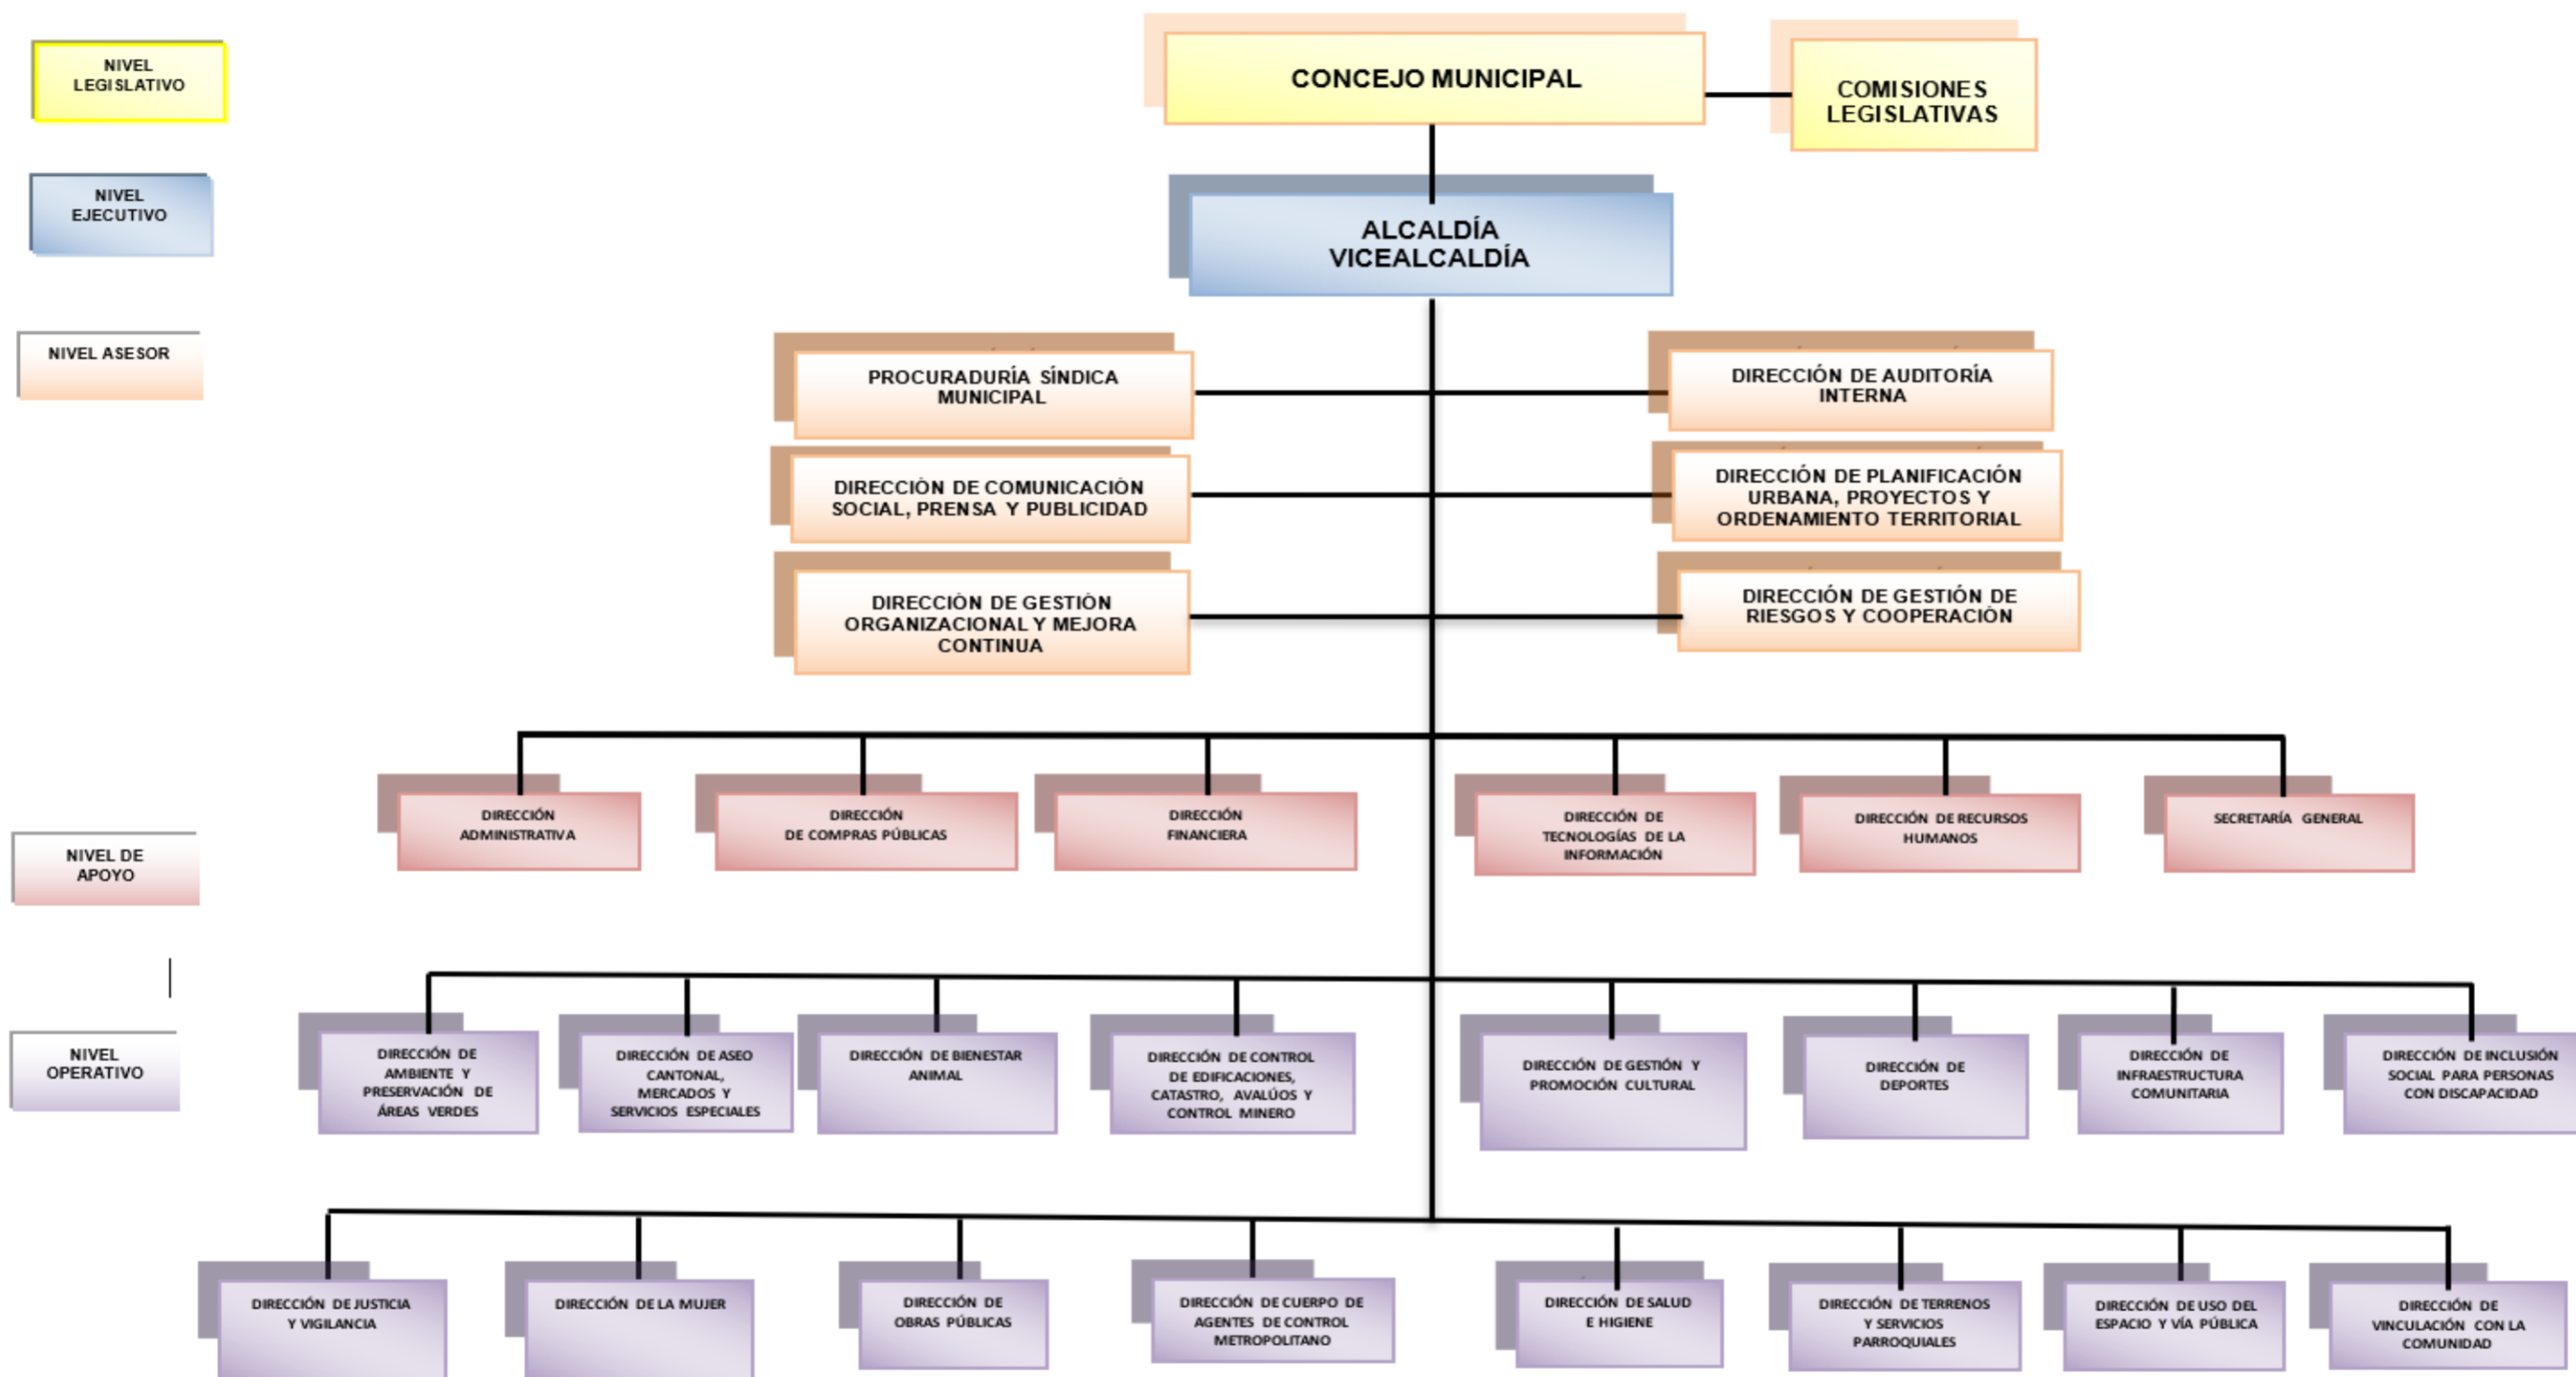 NIVEL
LEGISLATIVO
CONCEJO MUNICIPAL
COMISIONES
LEGISLATIVAS
NIVEL
EJECUTIVO
ALCALDÍA
VICEALCALDÍA
NIVEL ASESOR
PROCURADURÍA SÍNDICA
MUNICIPAL
DIRECCIÓN DE AUDITORÍA
INTERNA
DIRECCIÓN DE COMUNICACIÓN
SOCIAL, PRENSA Y PUBLICIDAD
DIRECCIÓN DE PLANIFICACIÓN
URBANA, PROYECTOS Y
ORDENAMIENTO TERRITORIAL
DIRECCIÓN DE GESTIÓN
ORGANIZACIONAL Y MEJORA
CONTINUA
DIRECCIÓN DE GESTIÓN DE
RIESGOS Y COOPERACIÓN
NIVEL DE
APOYO
DIRECCIÓN
ADMINISTRATIVA
DIRECCIÓN
DE COMPRAS PÚBLICAS
DIRECCIÓN
FINANCIERA
DIRECCIÓN DE
TECNOLOGÍAS DE LA
INFORMACIÓN
DIRECCIÓN DE RECURSOS
HUMANOS
SECRETARÍA GENERAL
NIVEL
OPERATIVO
DIRECCIÓN DE
AMBIENTE Y
PRESERVACIÓN DE
ÁREAS VERDES
DIRECCIÓN DE ASEO
CANTONAL,
MERCADOS Y
SERVICIOS ESPECIALES
DIRECCIÓN DE BIENESTAR
ANIMAL
DIRECCIÓN DE CONTROL
DE EDIFICACIONES,
CATASTRO, AVALÚOS Y
CONTROL MINERO
DIRECCIÓN DE GESTIÓN Y
PROMOCIÓN CULTURAL
DIRECCIÓN DE
DEPORTES
DIRECCIÓN DE
INFRAESTRUCTURA
COMUNITARIA
DIRECCIÓN DE INCLUSIÓN
SOCIAL PARA PERSONAS
CON DISCAPACIDAD
DIRECCIÓN DE JUSTICIA
Y VIGILANCIA
DIRECCIÓN DE LA MUJER
DIRECCIÓN DE
OBRAS PÚBLICAS
DIRECCIÓN DE CUERPO DE
AGENTES DE CONTROL
METROPOLITANO
DIRECCIÓN DE SALUD
E HIGIENE
DIRECCIÓN DE TERRENOS
Y SERVICIOS
PARROQUIALES
DIRECCIÓN DE USO DEL
ESPACIO Y VÍA PÚBLICA
DIRECCIÓN DE
VINCULACIÓN CON LA
COMUNIDAD